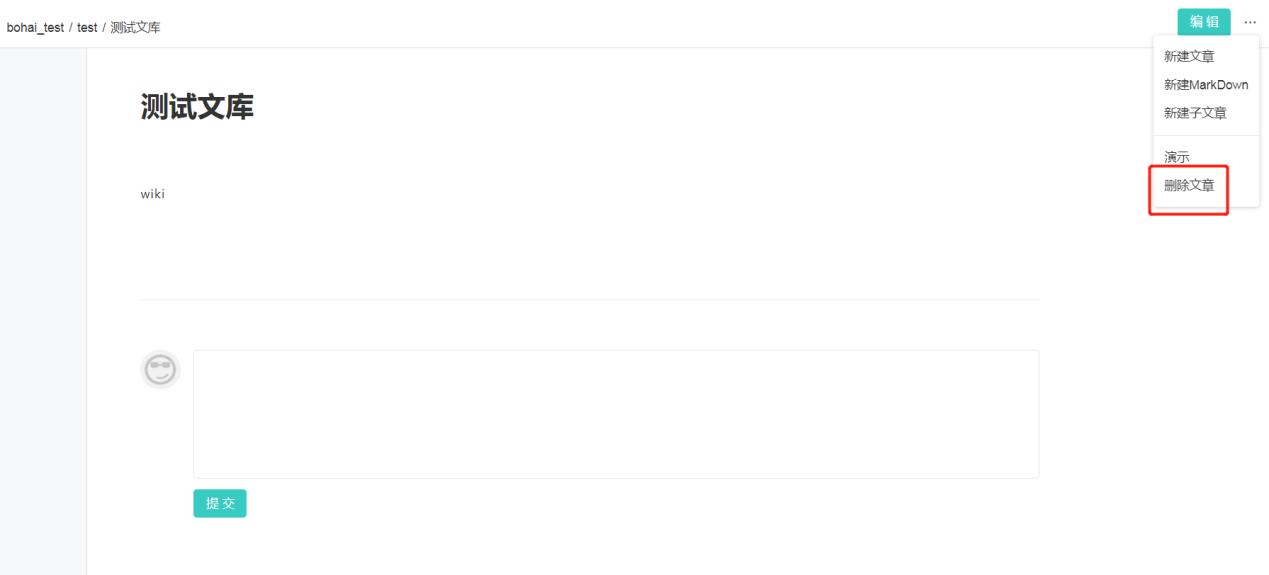 bohai_test / test / 测试文库
编 辑
···
新建文章
新建MarkDown
新建子文章
演示
删除文章
测试文库
wiki
提 交